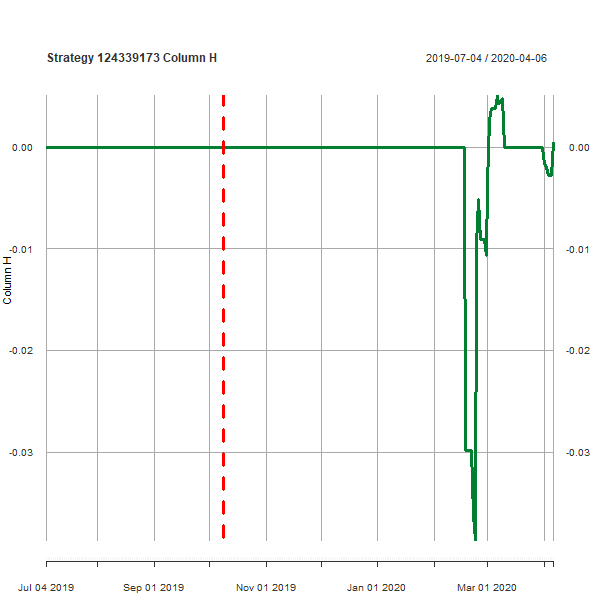 Strategy 124339173 Column H
2019-07-04 / 2020-04-06
0.00 0.00
-0.01 -0.01
Column H
-0.02 -0.02
-0.03 -0.03
Jul 04 2019 Sep 01 2019 Nov 01 2019 Jan 01 2020 Mar 01 2020